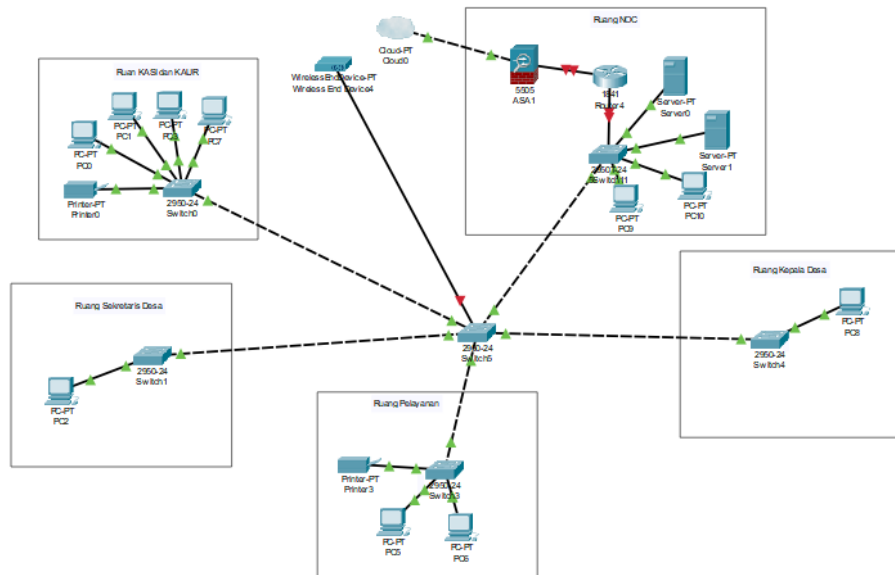 Ruang NOC
Cloud-PT
Cloud0
5505
ASA1
1841
Router4
Server-PT
Server0
Server-PT
Server1
2950-24
PC-PT
PC9
PC-PT
PC10
WirelessEndDevice-PT
Wireless End Device4
Ruan KASI dan KAUR
PC-PT
PC1
PC-PT
PC-PT
PC7
PC-PT
PC0
Printer-PT
Printer0
2950-24
Switch0
Ruang Sekretaris Desa
2950-24
Switch1
PC-PT
PC2
2950-24
Switch5
Ruang Kepala Desa
PC-PT
PC8
2950-24
Switch4
Ruang Pelayanan
Printer-PT
Printer3
2950-24
Switch3
PC-PT
PC5
PC-PT
PC6